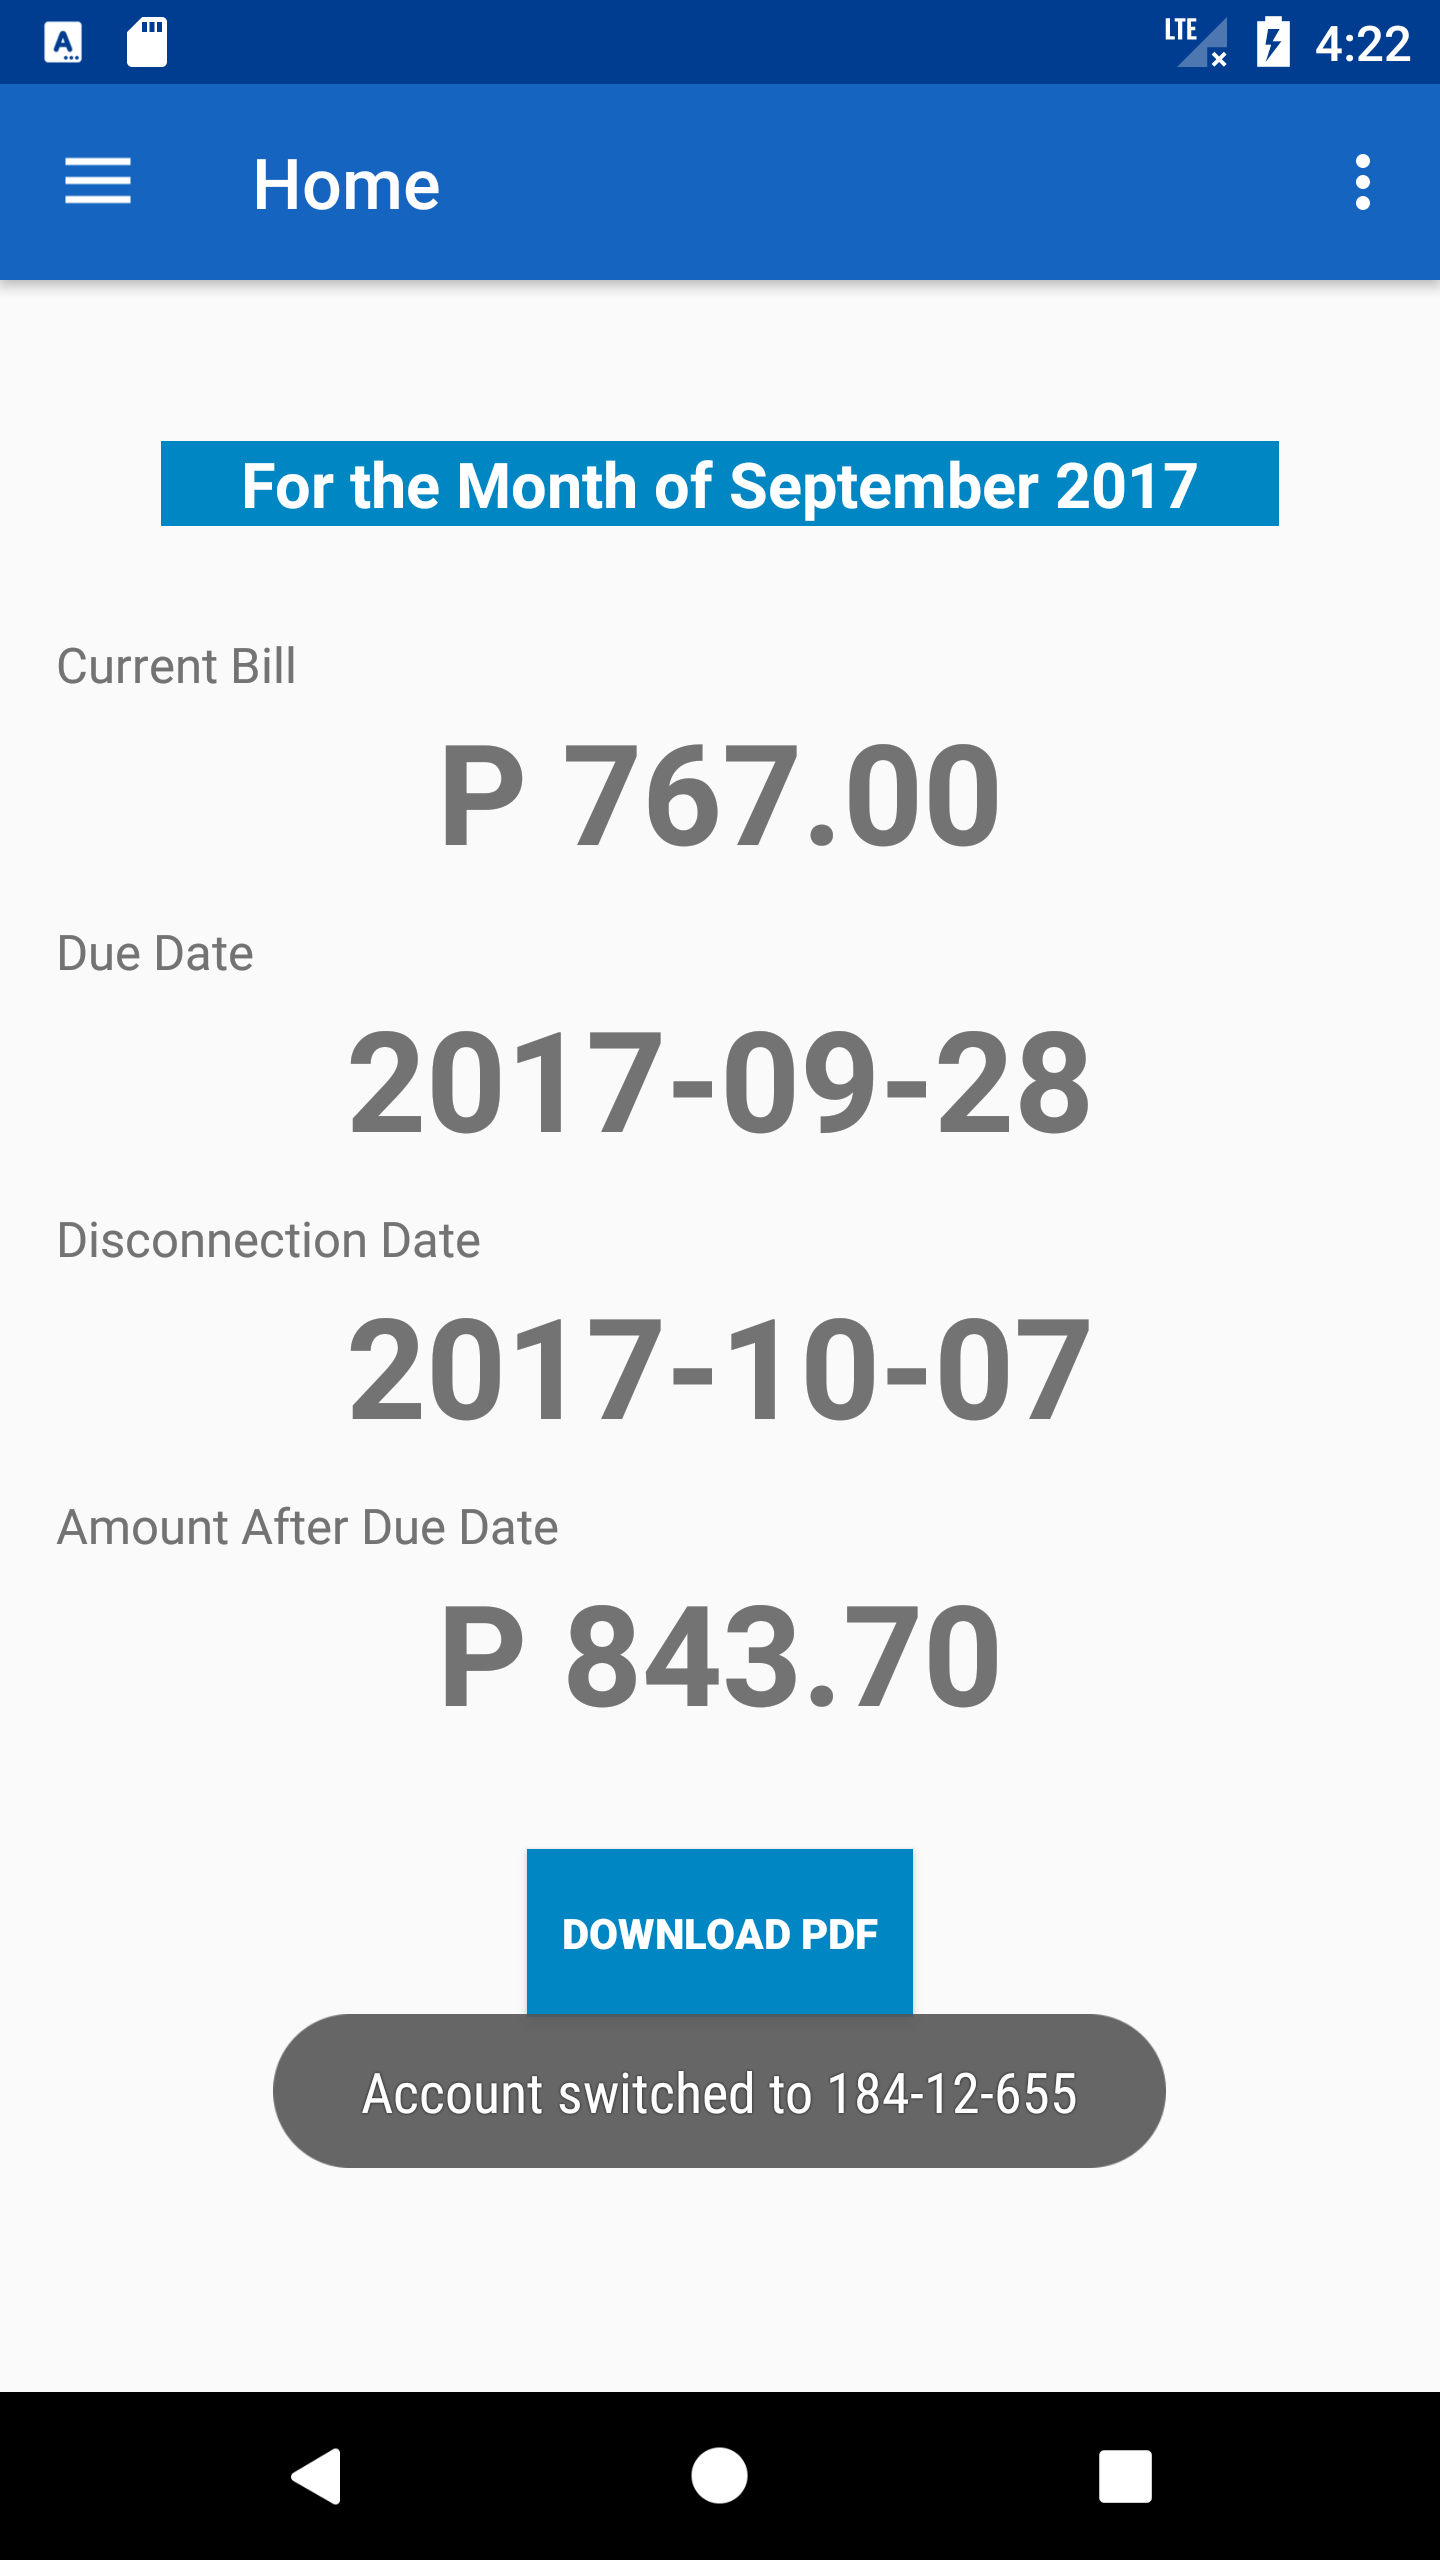 LTE 4:22
Home
For the Month of September 2017
Current Bill
P 767.00
Due Date
2017-09-28
Disconnection Date
2017-10-07
Amount After Due Date
P 843.70
DOWNLOAD PDF
Account switched to 184-12-655